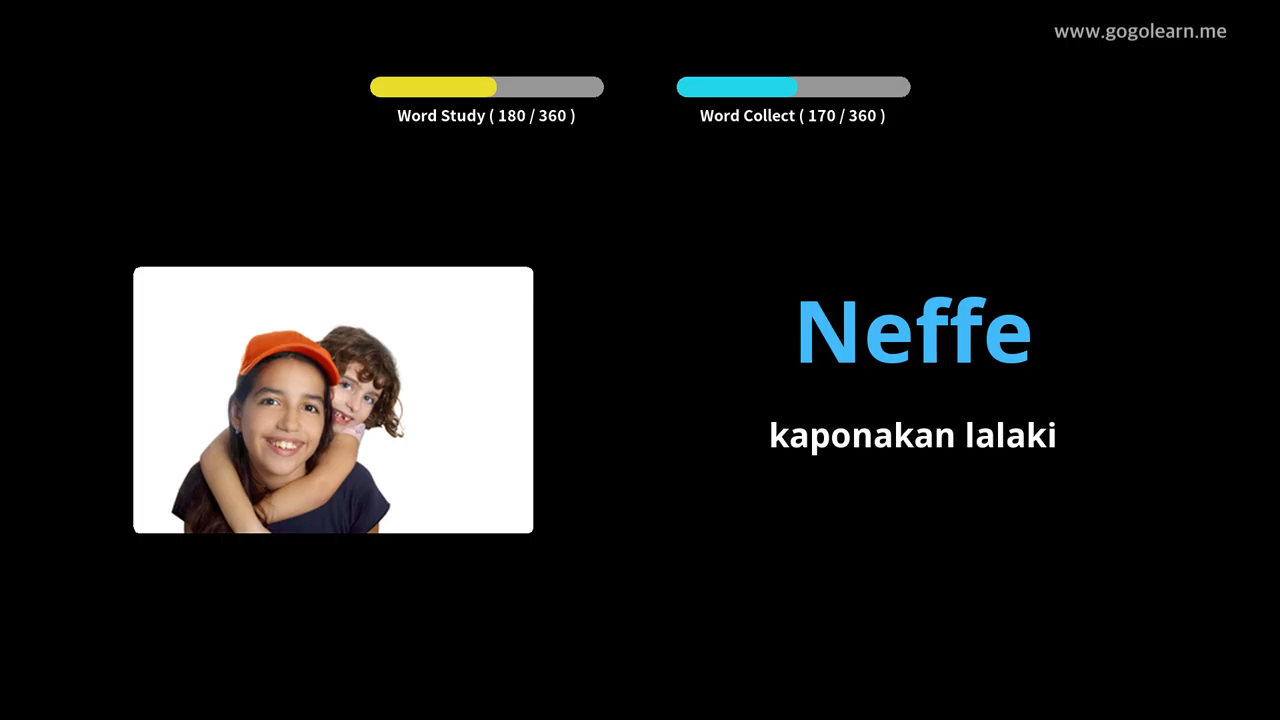 www.gogolearn.me
Word Study ( 180 / 360 )
Word Collect ( 170 / 360 )
Neffe
kaponakan lalaki